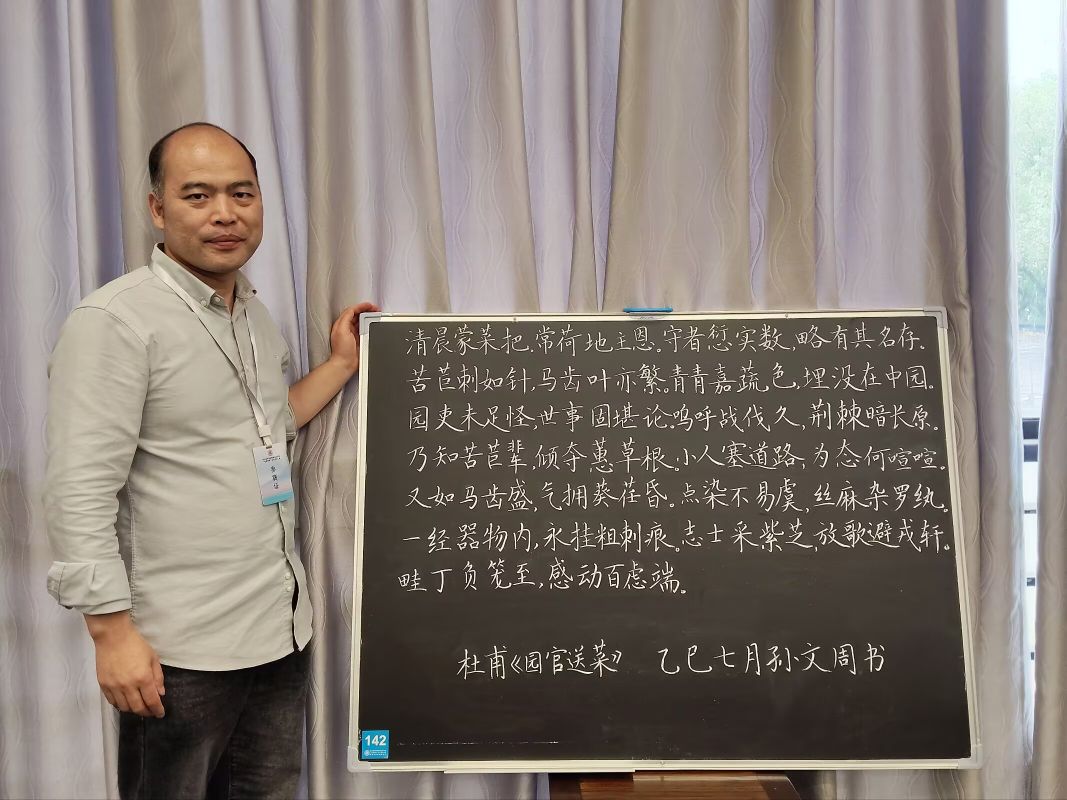 清晨蒙菜把,常荷地主恩。守者愆实数,略有其名存。
苦苣刺如针,马齿叶亦繁。青青嘉蔬色,埋没在中园。
园吏未足怪,世事固堪论。呜呼战伐久,荆棘暗长原。
乃知苦苣辈,倾夺蕙草根。小人塞道路,为态何喧喧。
又如马齿盛,气拥葵荏昏。点染不易虞,丝麻杂罗纨。
一经器物内,永挂粗刺痕。志士采紫芝,放歌避戎轩。
畦丁负笼至,感动百虑端。
杜甫《园官送菜》 乙巳七月孙文周书
142